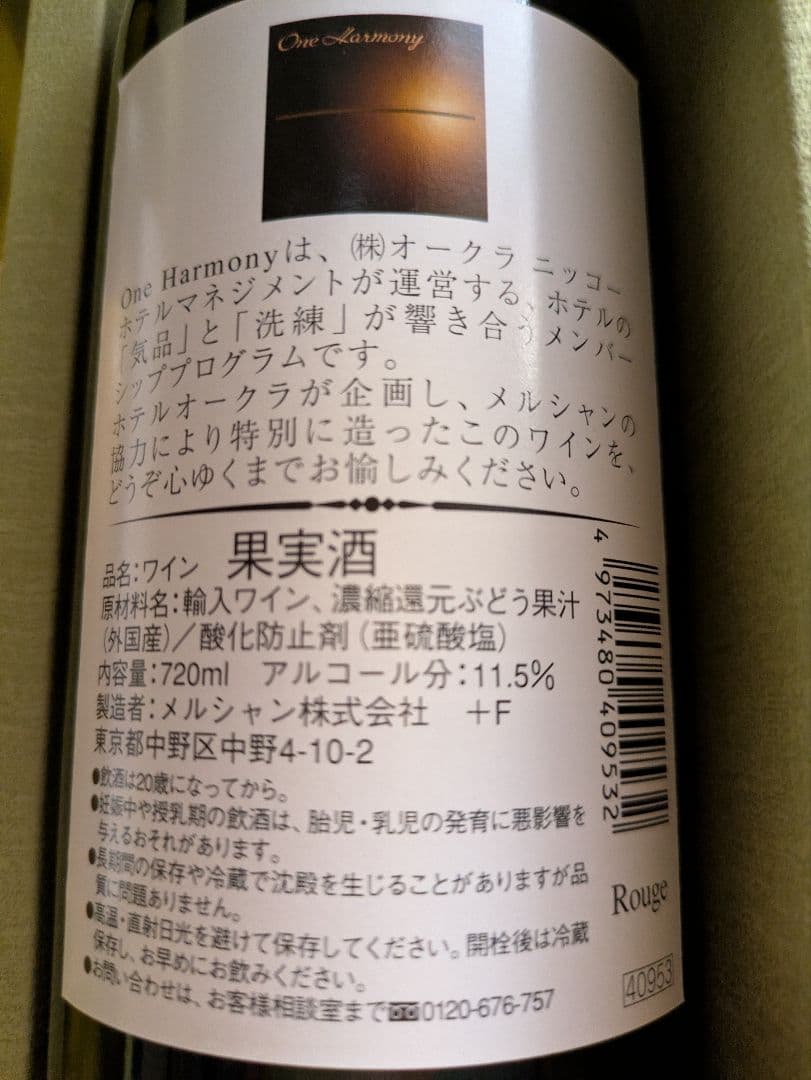 One Harmony
One Harmonyは、㈱オークラ ニッコー
ホテルマネジメントが運営する、ホテルの
「気品」と「洗練」が響き合うメンバー
シッププログラムです。
ホテルオークラが企画し、メルシャンの
協力により特別に造ったこのワインを、
どうぞ心ゆくまでお愉しみください。
品名:ワイン 果実酒
原材料名:輸入ワイン、濃縮還元ぶどう果汁
(外国産)/酸化防止剤(亜硫酸塩)
内容量:720ml アルコール分:11.5%
製造者:メルシャン株式会社 +F
東京都中野区中野4-10-2
●飲酒は20歳になってから。
●妊娠中や授乳期の飲酒は、胎児・乳児の発育に悪影響を
与えるおそれがあります。
●長期間の保存や冷蔵で沈殿を生じることがありますが品
質に問題ありません。
●高温・直射日光を避けて保存してください。開栓後は冷蔵
保存し、お早めにお飲みください。
●お問い合わせは、お客様相談室まで 0120-676-757
4 973480 409532
Rouge
40953